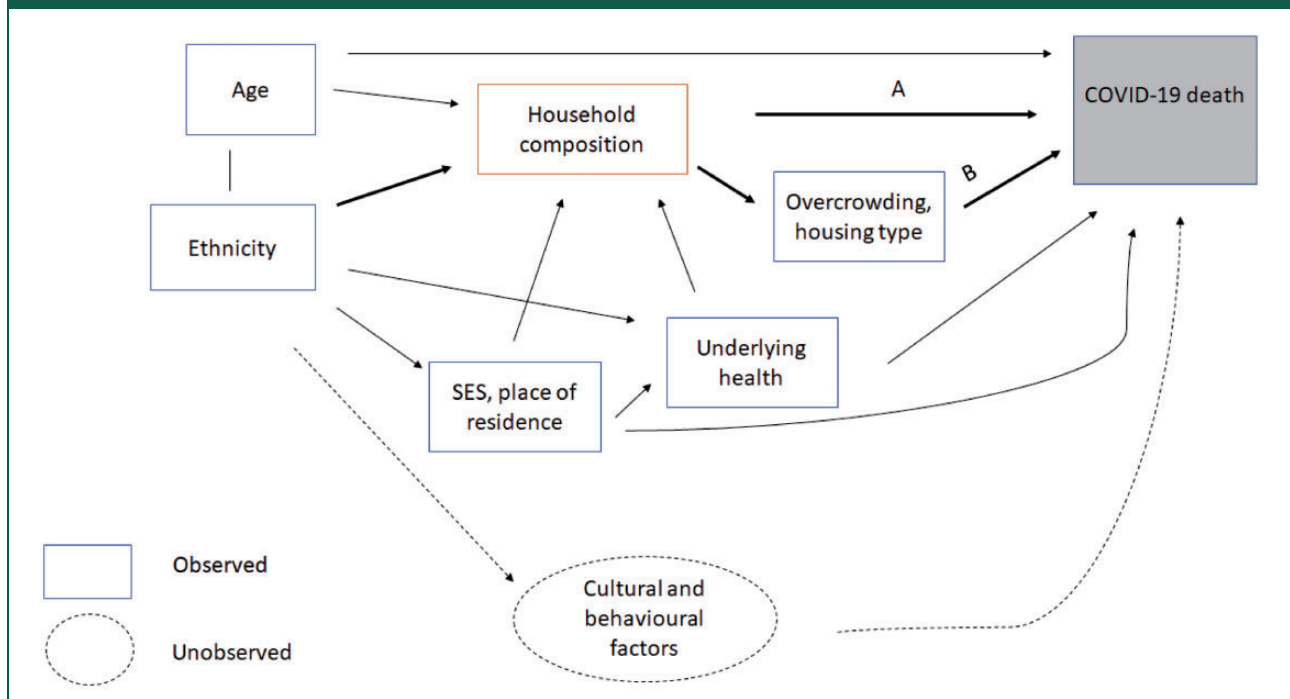 Age
Household
composition
A
COVID-19 death
Ethnicity
Overcrowding,
housing type
B
SES, place of
residence
Underlying
health
Observed
Cultural and
behavioural
factors
Unobserved